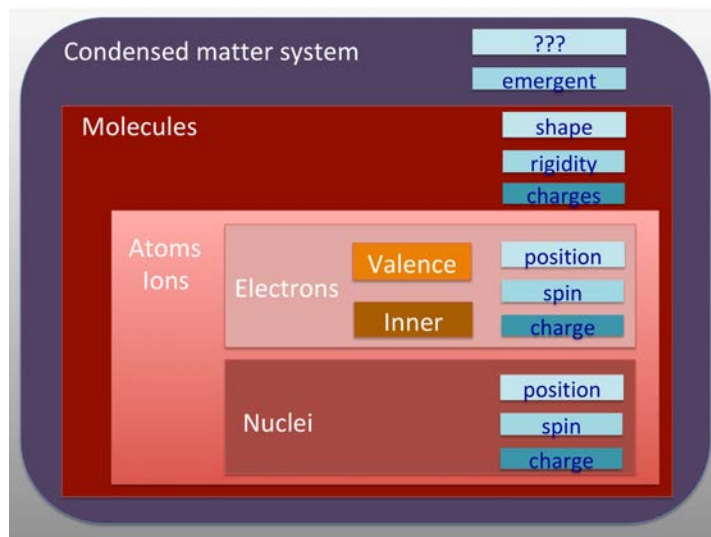 Condensed matter system
???
emergent
Molecules
shape
rigidity
charges
Atoms
Ions
Electrons
Valence
Inner
position
spin
charge
Nuclei
position
spin
charge